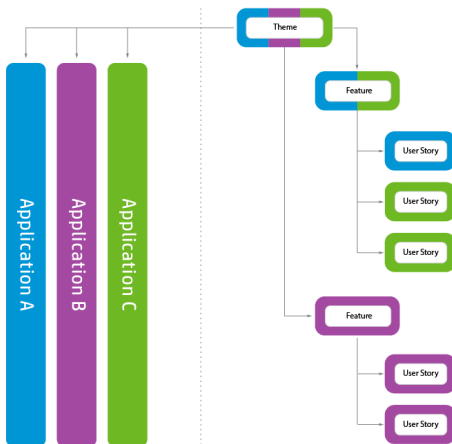 Theme
Feature
User Story
User Story
User Story
Feature
User Story
User Story
Application A
Application B
Application C